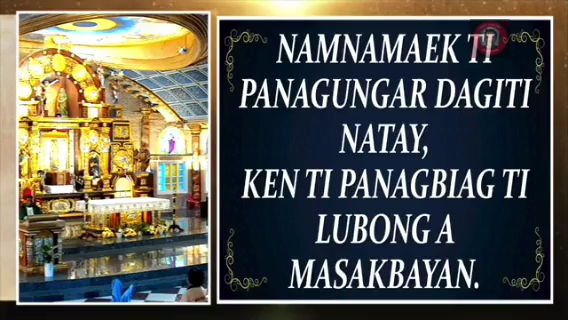 NAMNAMAEK TI
PANAGUNGAR DAGITI
NATAY,
KEN TI PANAGBIAG TI
LUBONG A
MASAKBAYAN.